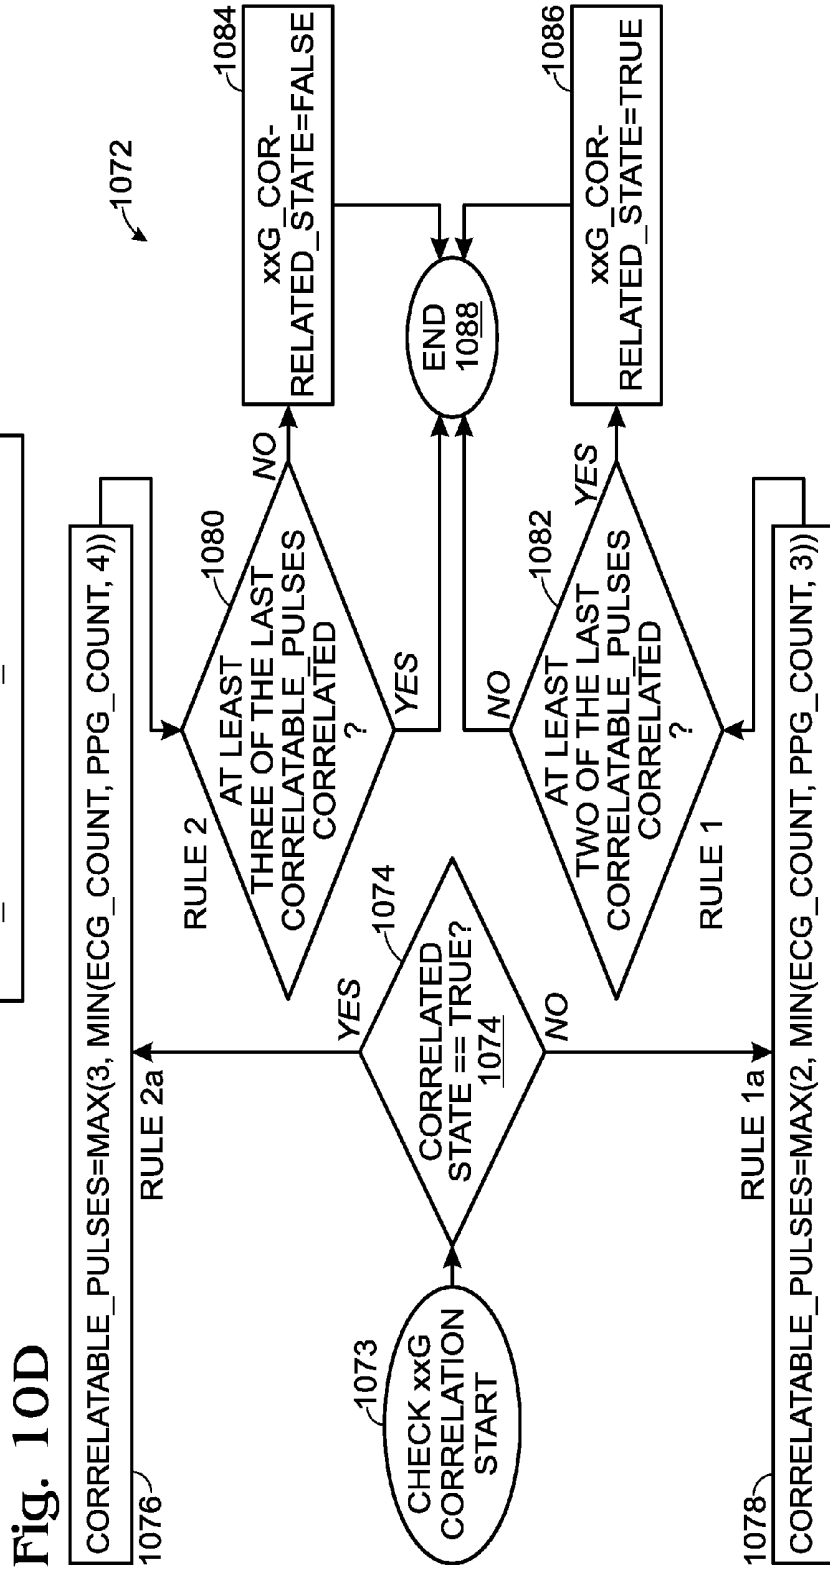 Fig. 10D
1072
1076
CORRELATABLE_PULSES=MAX(3, MIN(ECG_COUNT, PPG_COUNT, 4))
RULE 2a
YES
RULE 2
1080
AT LEAST
THREE OF THE LAST
CORRELATABLE_PULSES
CORRELATED
?
NO
YES
1084
xxG_COR-
RELATED_STATE=FALSE
1073
CHECK xxG
CORRELATION
START
1074
CORRELATED
STATE == TRUE?
1074
END
1088
NO
RULE 1a
NO
1082
AT LEAST
TWO OF THE LAST
CORRELATABLE_PULSES
CORRELATED
?
RULE 1
YES
1086
xxG_COR-
RELATED_STATE=TRUE
1078
CORRELATABLE_PULSES=MAX(2, MIN(ECG_COUNT, PPG_COUNT, 3))